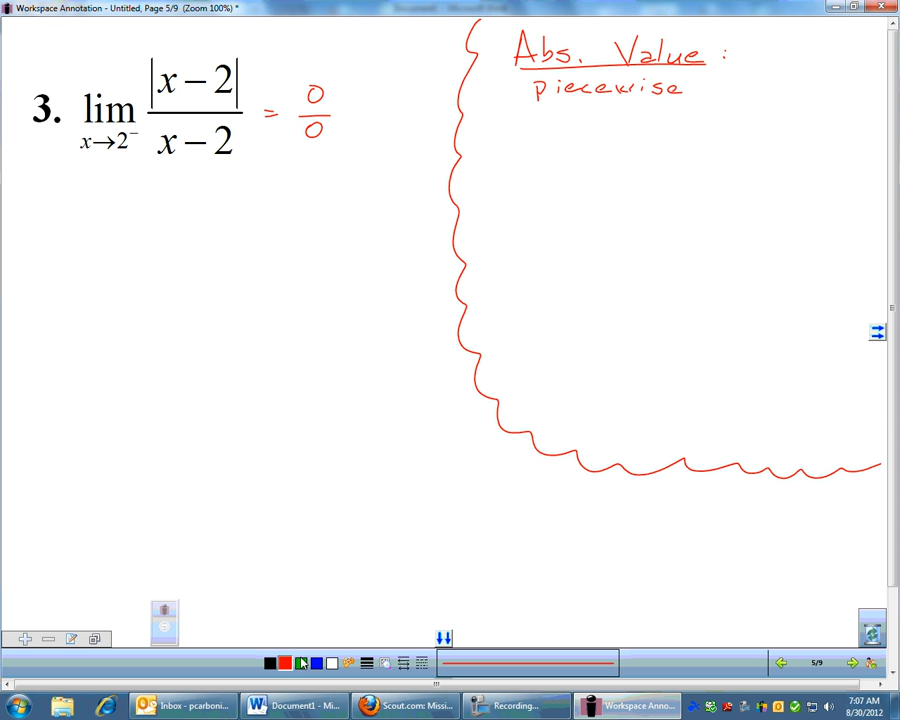 Workspace Annotation - Untitled, Page 5/9 (Zoom 100%) *
3. lim x→2⁻ |x − 2| / x − 2 = 0/0
Abs. Value :
piecewise
5/9
Inbox - pcarboni...
Document1 - Mi...
Scout.com: Missi...
Recording...
Workspace Anno...
7:07 AM
8/30/2012